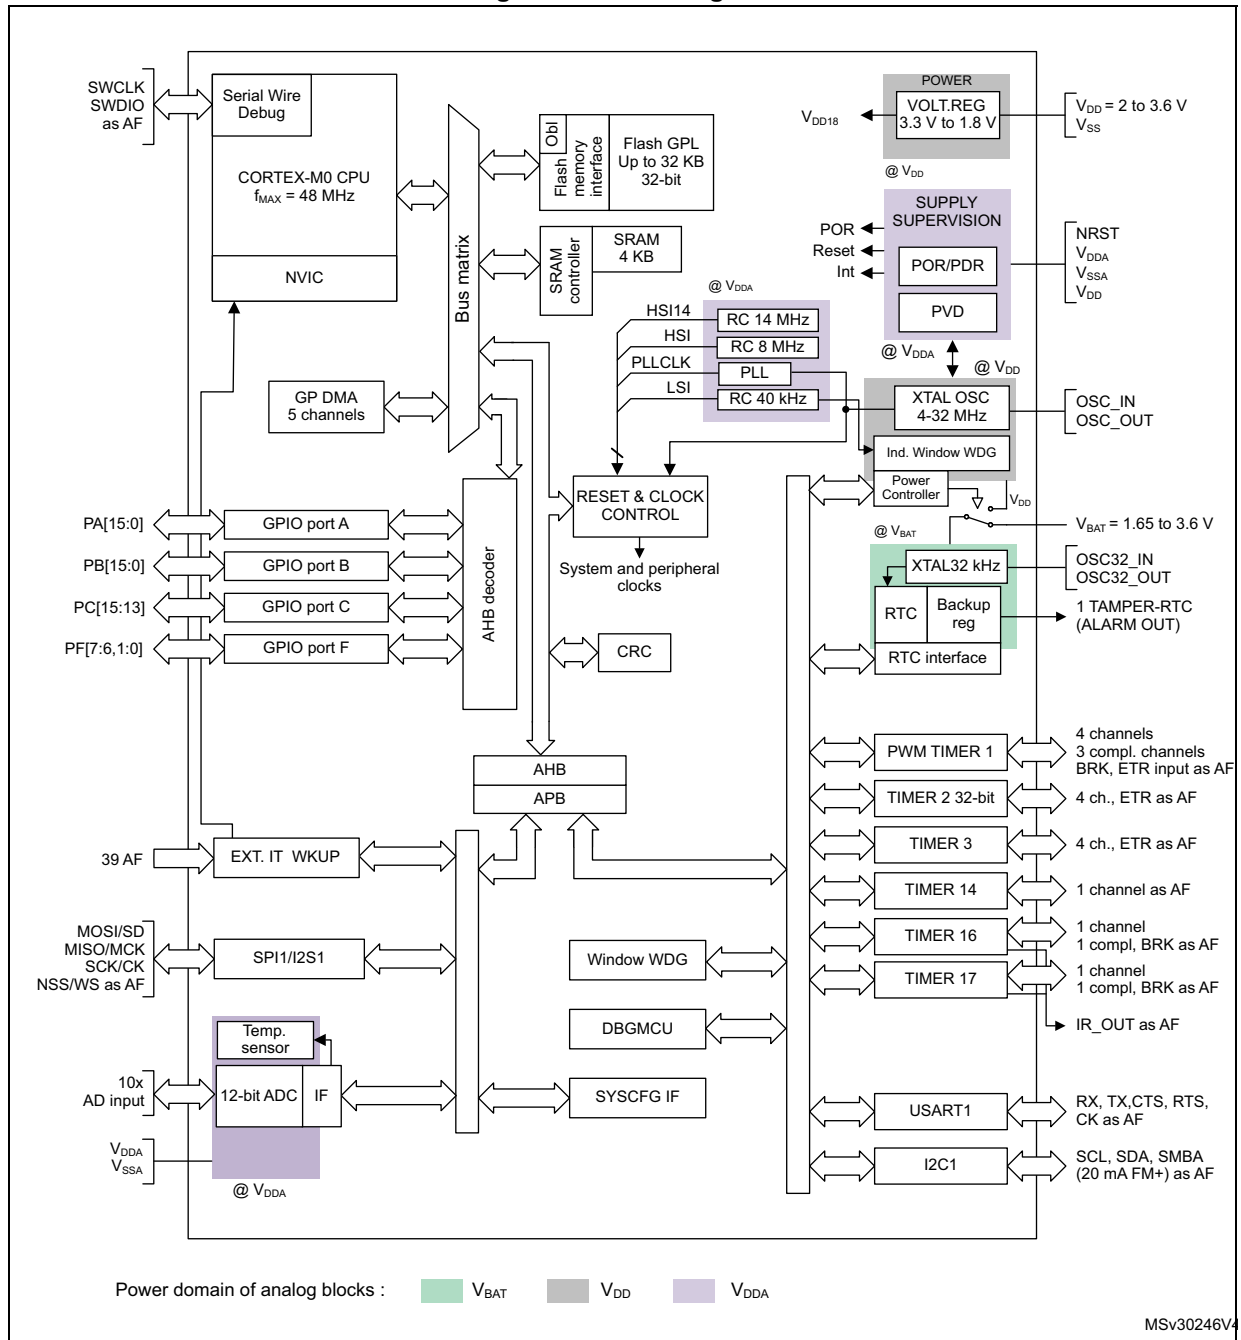 SWCLK
SWDIO
as AF
Serial Wire
Debug
CORTEX-M0 CPU
fMAX = 48 MHz
NVIC
Bus matrix
Obl
Flash
memory
interface
Flash GPL
Up to 32 KB
32-bit
SRAM
controller
SRAM
4 KB
POWER
VOLT.REG
3.3 V to 1.8 V
VDD18
VDD = 2 to 3.6 V
VSS
@ VDD
SUPPLY
SUPERVISION
POR
Reset
Int
POR/PDR
PVD
NRST
VDDA
VSSA
VDD
@ VDDA
@ VDD
@ VDDA
HSI14
HSI
PLLCLK
LSI
RC 14 MHz
RC 8 MHz
PLL
RC 40 kHz
XTAL OSC
4-32 MHz
OSC_IN
OSC_OUT
Ind. Window WDG
Power
Controller
VDD
@ VBAT
VBAT = 1.65 to 3.6 V
XTAL32 kHz
OSC32_IN
OSC32_OUT
RTC
Backup
reg
1 TAMPER-RTC
(ALARM OUT)
RTC interface
GP DMA
5 channels
RESET & CLOCK
CONTROL
System and peripheral
clocks
AHB decoder
PA[15:0]
GPIO port A
PB[15:0]
GPIO port B
PC[15:13]
GPIO port C
PF[7:6,1:0]
GPIO port F
CRC
AHB
APB
PWM TIMER 1
4 channels
3 compl. channels
BRK, ETR input as AF
TIMER 2 32-bit
4 ch., ETR as AF
TIMER 3
4 ch., ETR as AF
TIMER 14
1 channel as AF
TIMER 16
1 channel
1 compl, BRK as AF
TIMER 17
1 channel
1 compl, BRK as AF
IR_OUT as AF
39 AF
EXT. IT WKUP
MOSI/SD
MISO/MCK
SCK/CK
NSS/WS as AF
SPI1/I2S1
Window WDG
DBGMCU
SYSCFG IF
Temp.
sensor
10x
AD input
12-bit ADC
IF
VDDA
VSSA
@ VDDA
USART1
RX, TX,CTS, RTS,
CK as AF
I2C1
SCL, SDA, SMBA
(20 mA FM+) as AF
Power domain of analog blocks :
VBAT
VDD
VDDA